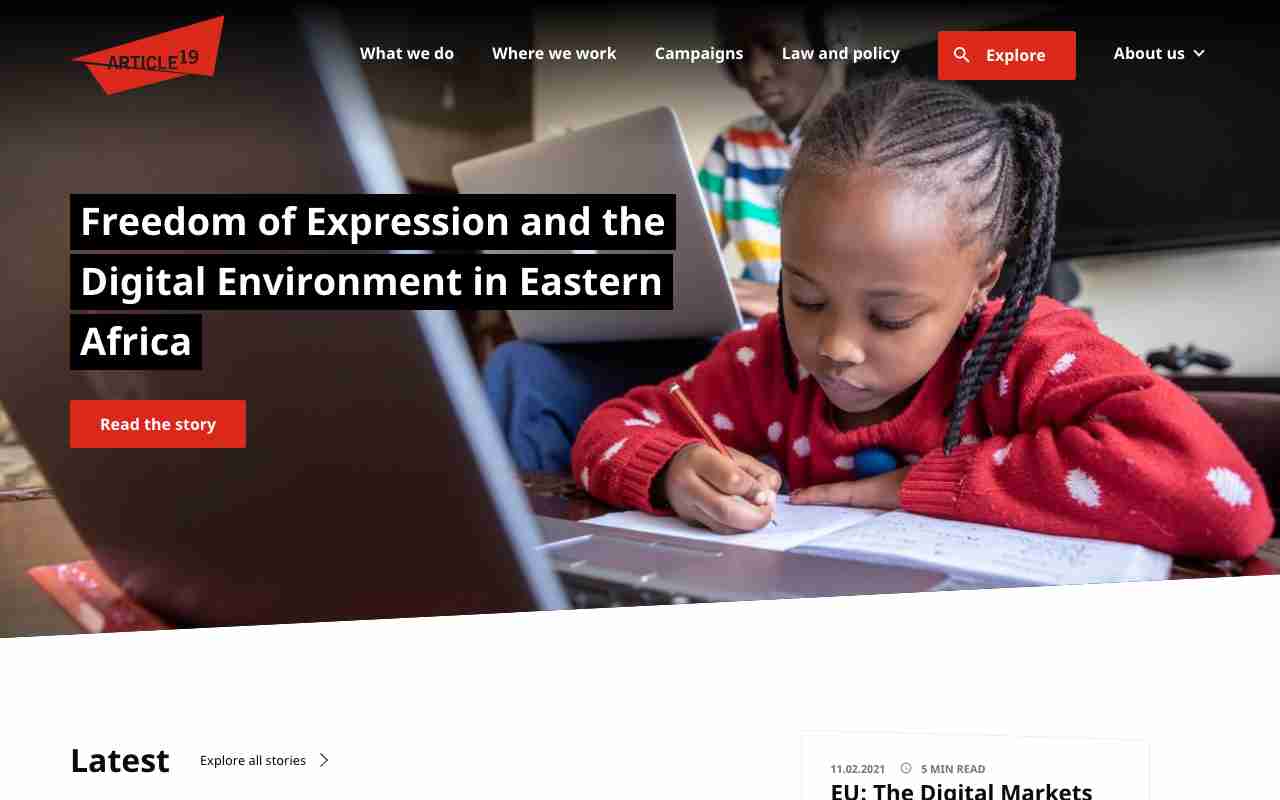 ARTICLE19
What we do
Where we work
Campaigns
Law and policy
Explore
About us
Freedom of Expression and the
Digital Environment in Eastern
Africa
Read the story
Latest
Explore all stories
11.02.2021 5 MIN READ
EU: The Digital Markets